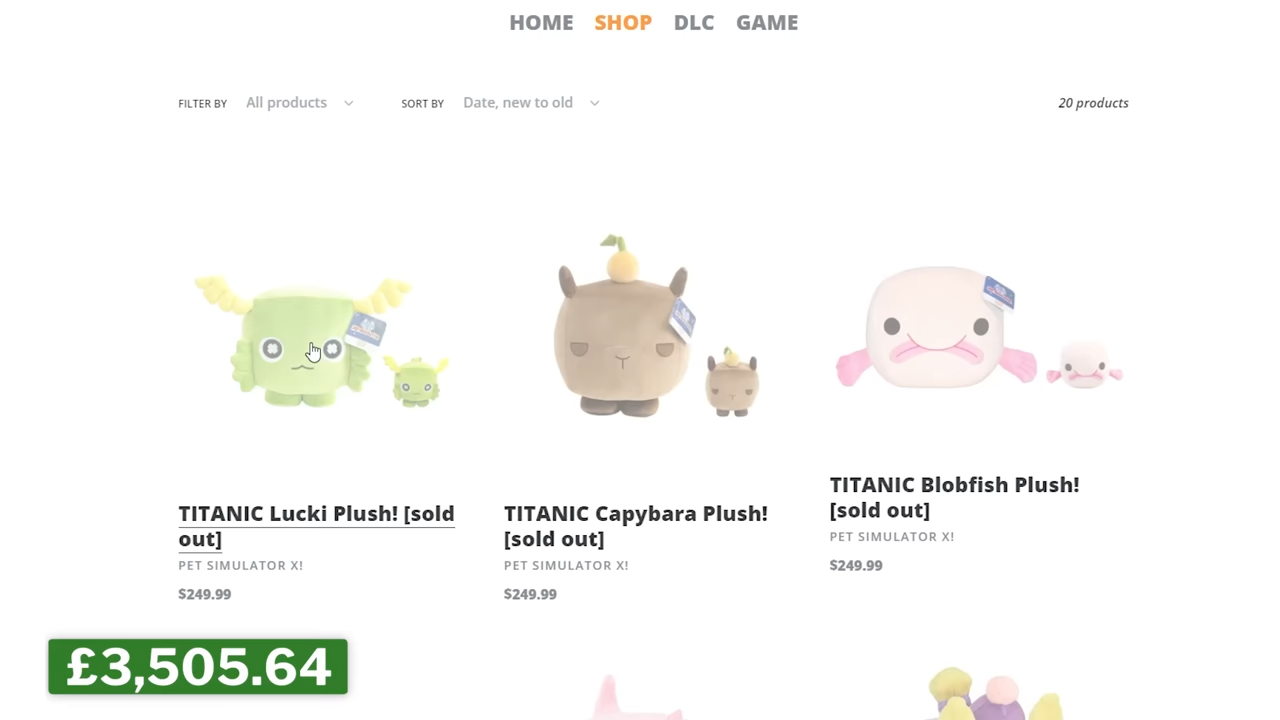 HOME SHOP DLC GAME
FILTER BY All products SORT BY Date, new to old 20 products
TITANIC Lucki Plush! [sold
out]
PET SIMULATOR X!
$249.99
TITANIC Capybara Plush!
[sold out]
PET SIMULATOR X!
$249.99
TITANIC Blobfish Plush!
[sold out]
PET SIMULATOR X!
$249.99
£3,505.64